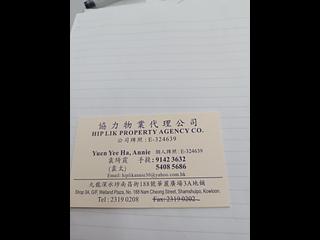 協力物業代理公司
HIP LIK PROPERTY AGENCY CO.
公司牌照 : E-324639
Yuen Yee Ha, Annie 個人牌照 : E-324639
袁綺霞 手提: 9142 3632
(袁太) 5408 5686
Email: hiplikannie30@yahoo.com.hk
九龍深水埗南昌街188號華麗廣場3A地舖
Shop 3A, G/F, Welland Plaza, No. 188 Nam Cheong Street, Shamshuipo, Kowloon.
Tel : 2319 0208 Fax: 2319 0202